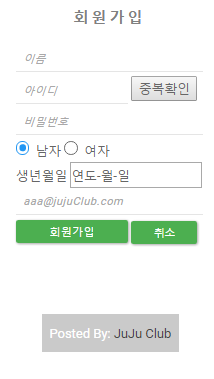 회원가입
이름
아이디 중복확인
비밀번호
남자 여자
생년월일 연도-월-일
aaa@jujuClub.com
회원가입 취소
Posted By: JuJu Club